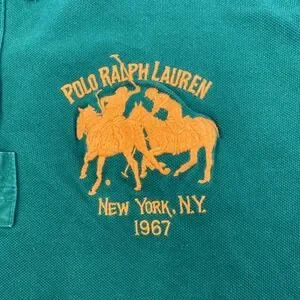 POLO RALPH LAUREN
NEW YORK, N.Y.
1967